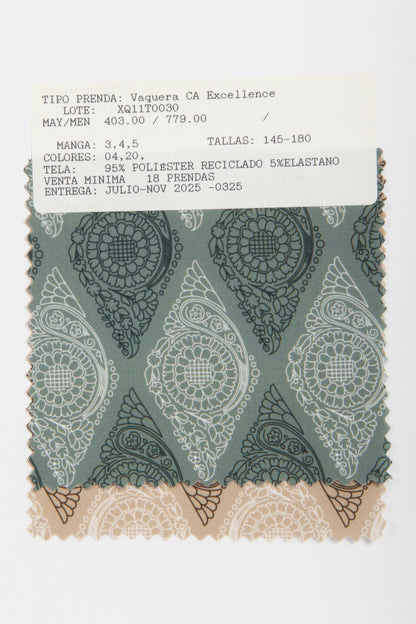 TIPO PRENDA: Vaquera CA Excellence
LOTE: XQ11T0030
MAY/MEN 403.00 / 779.00 /
MANGA: 3,4,5 TALLAS: 145-180
COLORES: 04,20,
TELA: 95% POLIÉSTER RECICLADO 5%ELASTANO
VENTA MINIMA 18 PRENDAS
ENTREGA: JULIO-NOV 2025 -0325